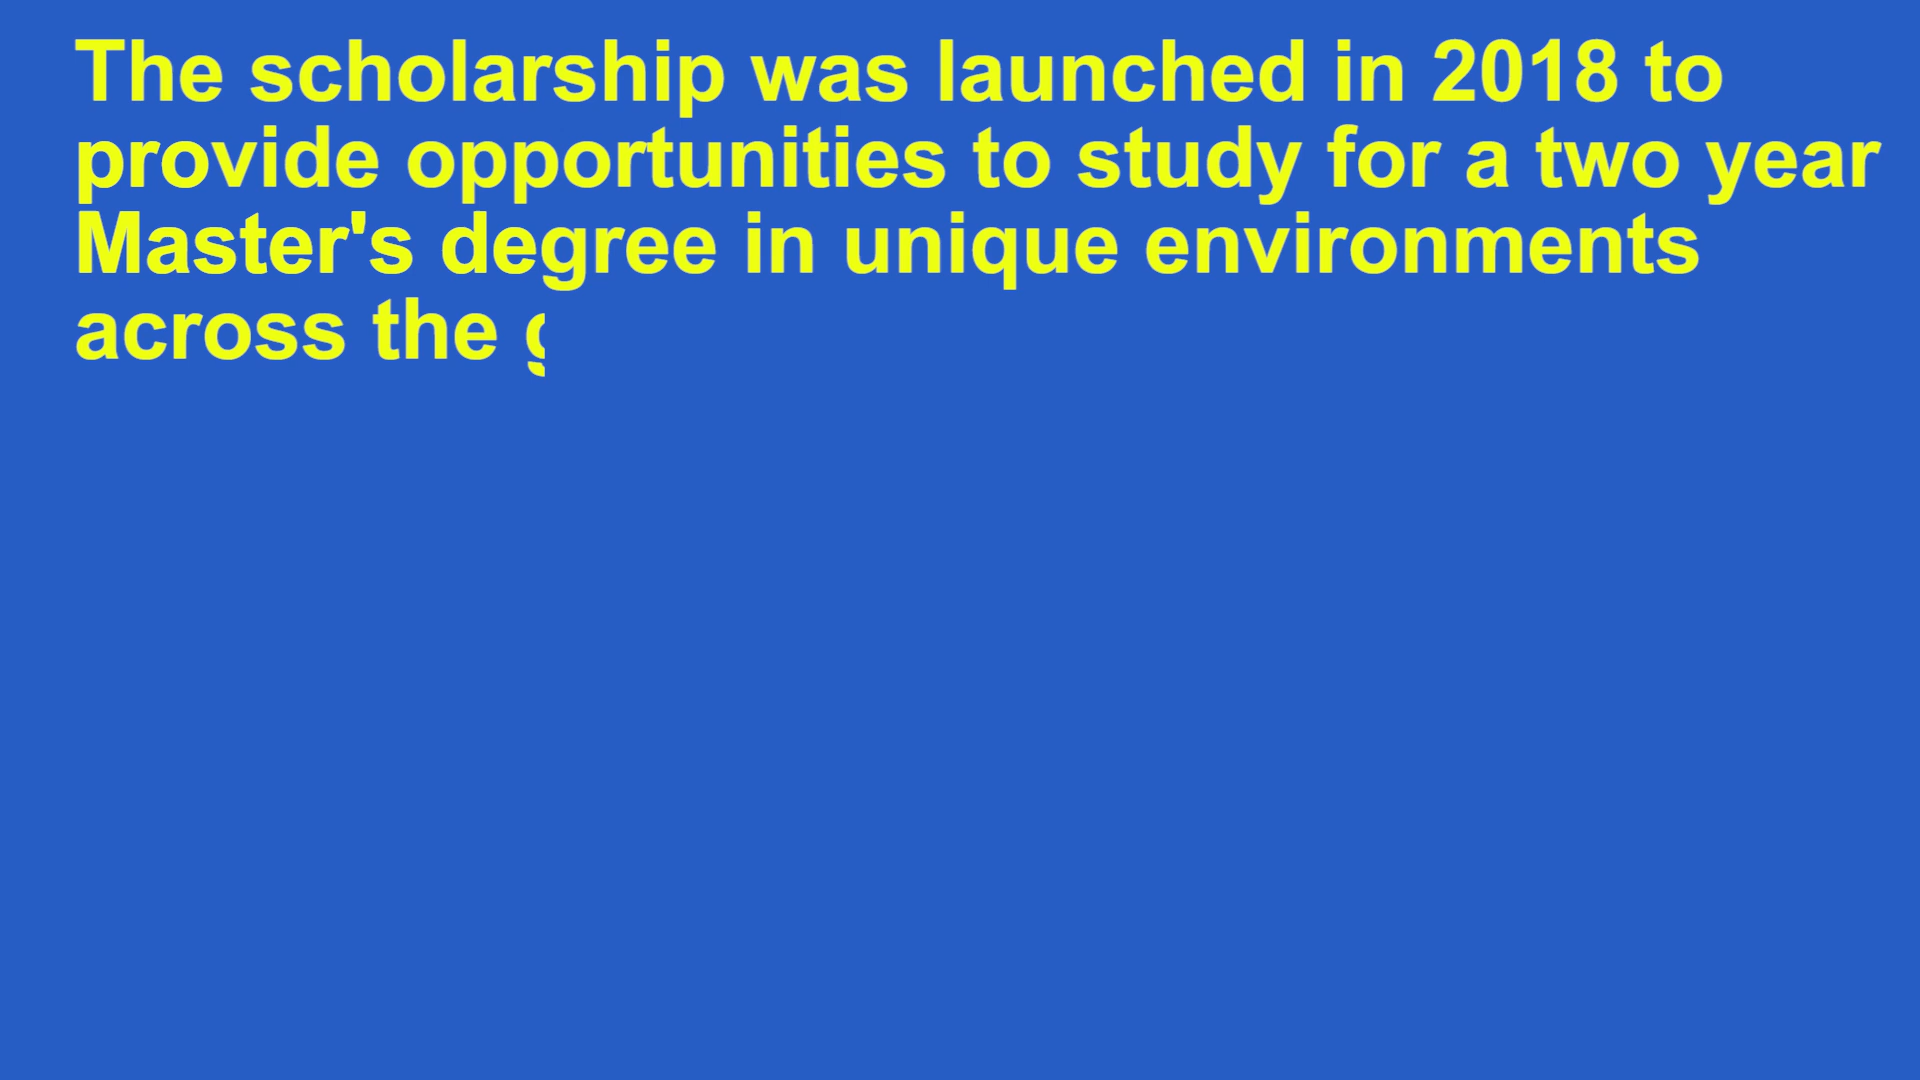 The scholarship was launched in 2018 to
provide opportunities to study for a two year
Master's degree in unique environments
across the